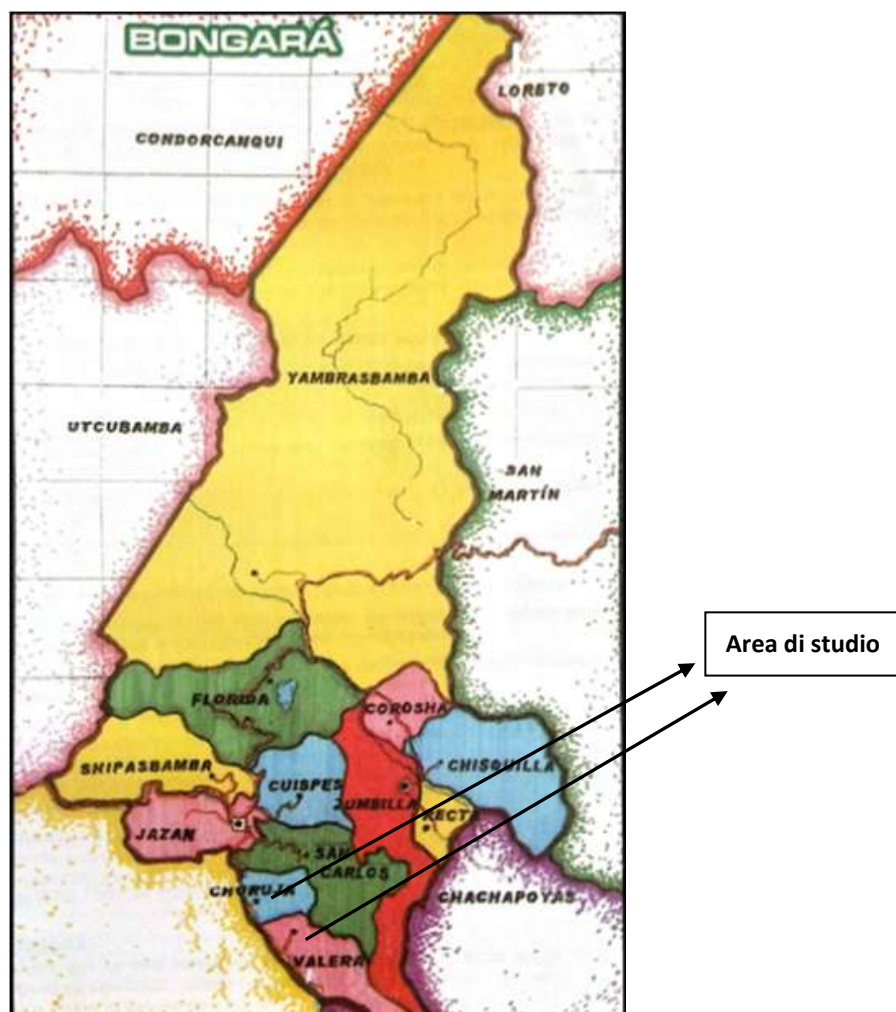 BONGARÁ
LORETO
CONDORCANQUI
YAMBRASBAMBA
UTCUBAMBA
SAN
MARTÍN
Area di studio
FLORIDA
COROSHA
SHIPASBAMBA
CHISQUILLA
CUISPES
JUMBILLA
RECTA
JAZAN
SAN
CARLOS
CHORUJA
CHACHAPOYAS
VALERA